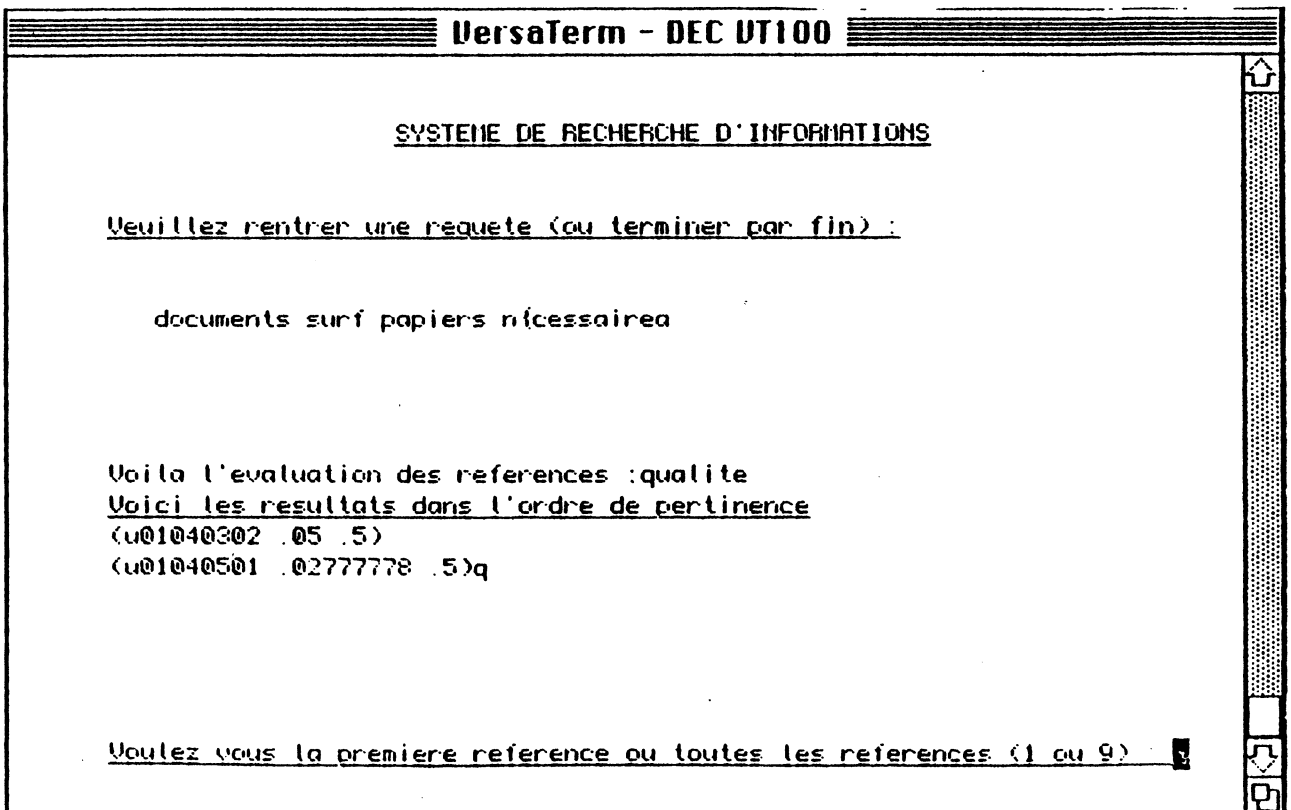 VersaTerm - DEC VT100
SYSTEME DE RECHERCHE D'INFORMATIONS
Veuillez rentrer une requete (ou terminer par fin) :
documents surf papiers n{cessairea
Voila l'evaluation des references :qualite
Voici les resultats dans l'ordre de pertinence
(u01040302 .05 .5)
(u01040501 .02777778 .5)q
Voulez vous la premiere reference ou toutes les references (1 ou 9) :